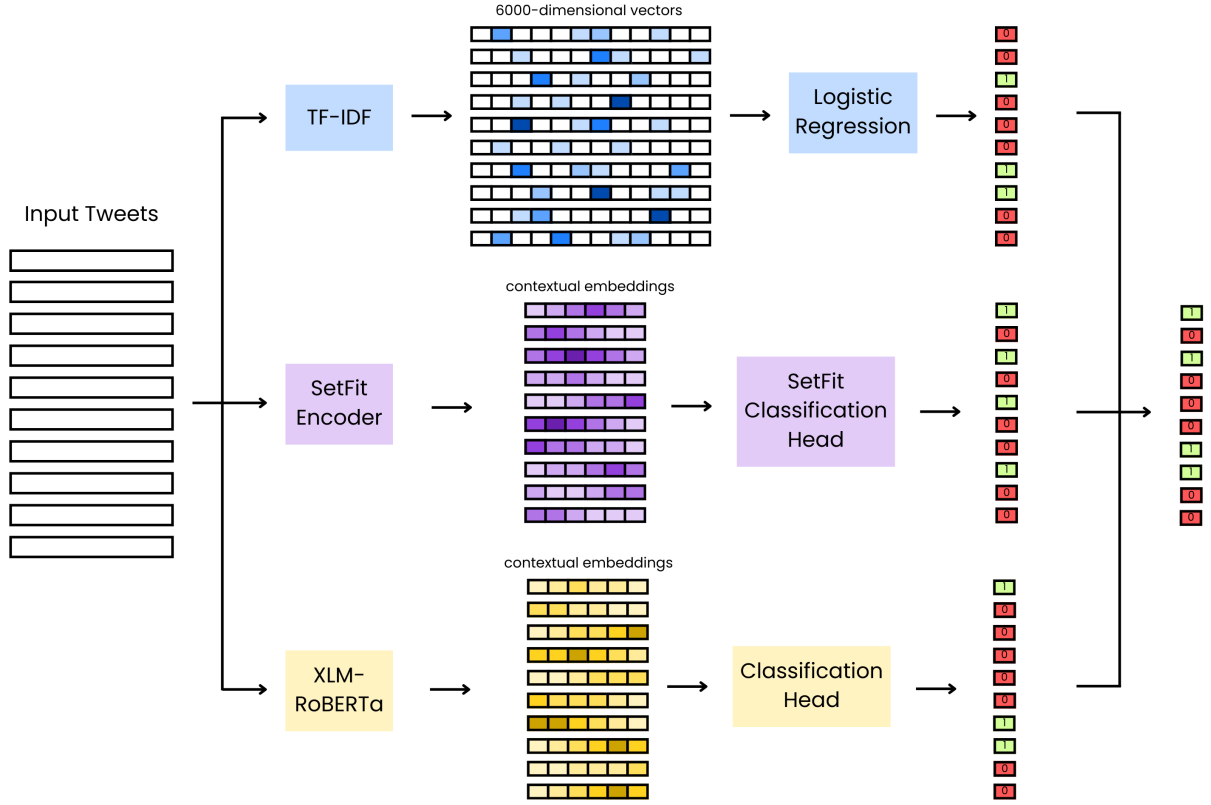 6000-dimensional vectors
TF-IDF
Logistic
Regression
0
0
1
0
0
0
1
1
0
0
Input Tweets
contextual embeddings
SetFit
Encoder
SetFit
Classification
Head
1
0
1
0
1
0
0
1
0
0
1
0
1
0
0
0
1
1
0
0
contextual embeddings
XLM-
RoBERTa
Classification
Head
1
0
0
0
0
0
1
1
0
0